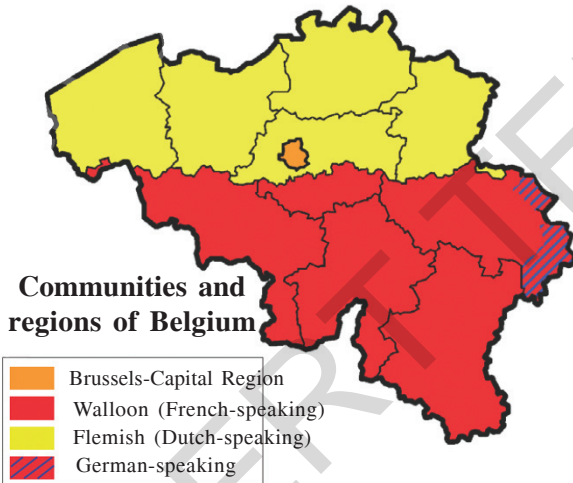 Communities and
regions of Belgium
Brussels-Capital Region
Walloon (French-speaking)
Flemish (Dutch-speaking)
German-speaking